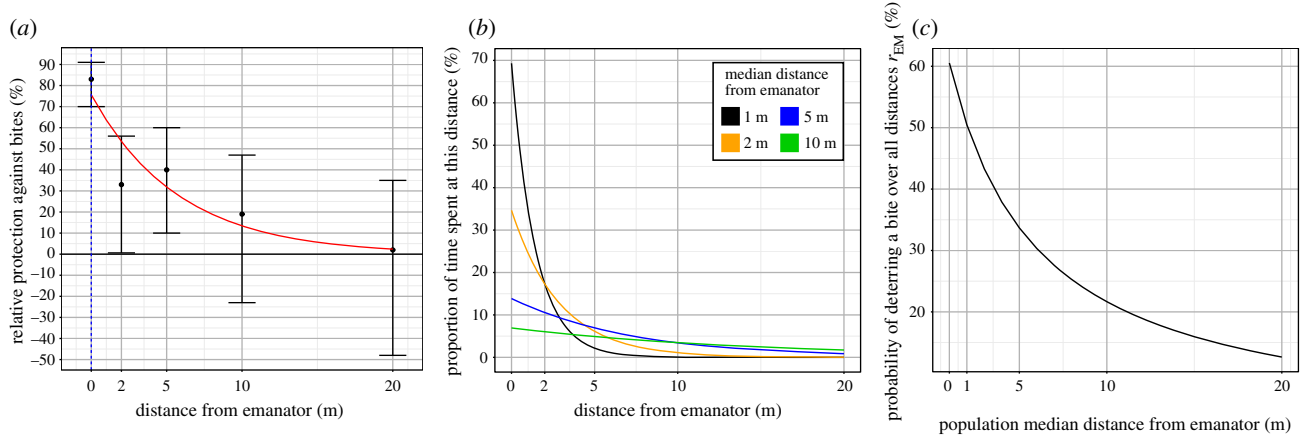 (a)
relative protection against bites (%)
90
80
70
60
50
40
30
20
10
0
–10
–20
–30
–40
–50
0 2 5 10 20
distance from emanator (m)
(b)
proportion of time spent at this distance (%)
70
60
50
40
30
20
10
0
median distance
from emanator
1 m 5 m
2 m 10 m
0 2 5 10 20
distance from emanator (m)
(c)
probability of deterring a bite over all distances rEM (%)
60
50
40
30
20
0 1 5 10 20
population median distance from emanator (m)